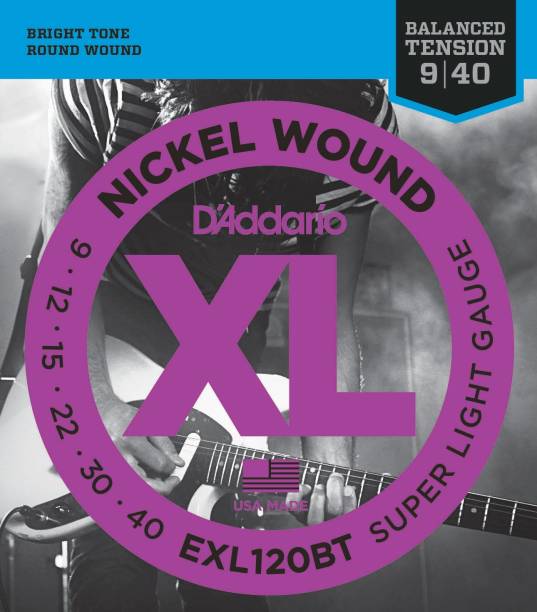 BRIGHT TONE
ROUND WOUND
BALANCED
TENSION
9|40
NICKEL WOUND
D'Addario
XL
9 · 12 · 15 · 22 · 30 · 40
USA MADE
EXL120BT
SUPER LIGHT GAUGE